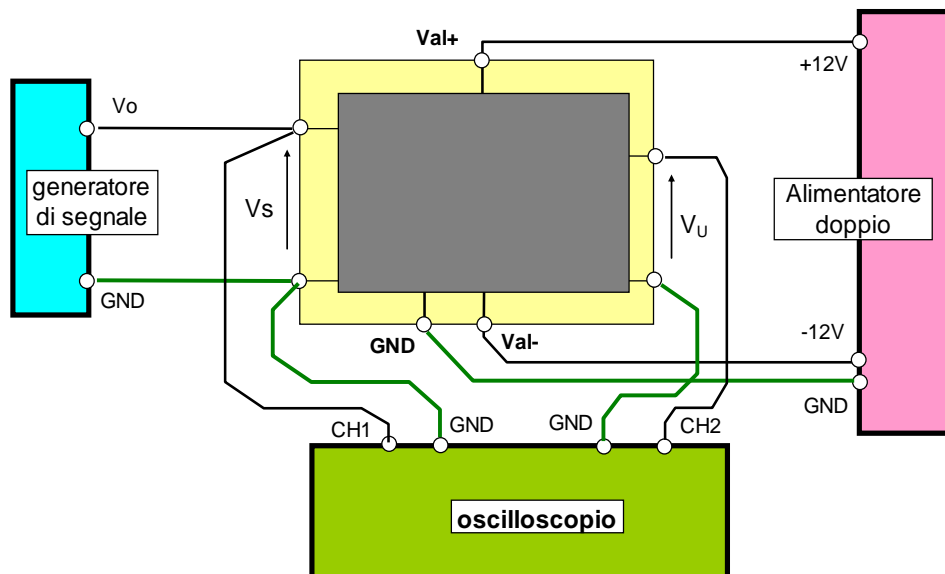 Val+
+12V
Vo
generatore
di segnale
Vs
V_U
Alimentatore
doppio
GND
GND
Val-
-12V
GND
CH1
GND
GND
CH2
oscilloscopio